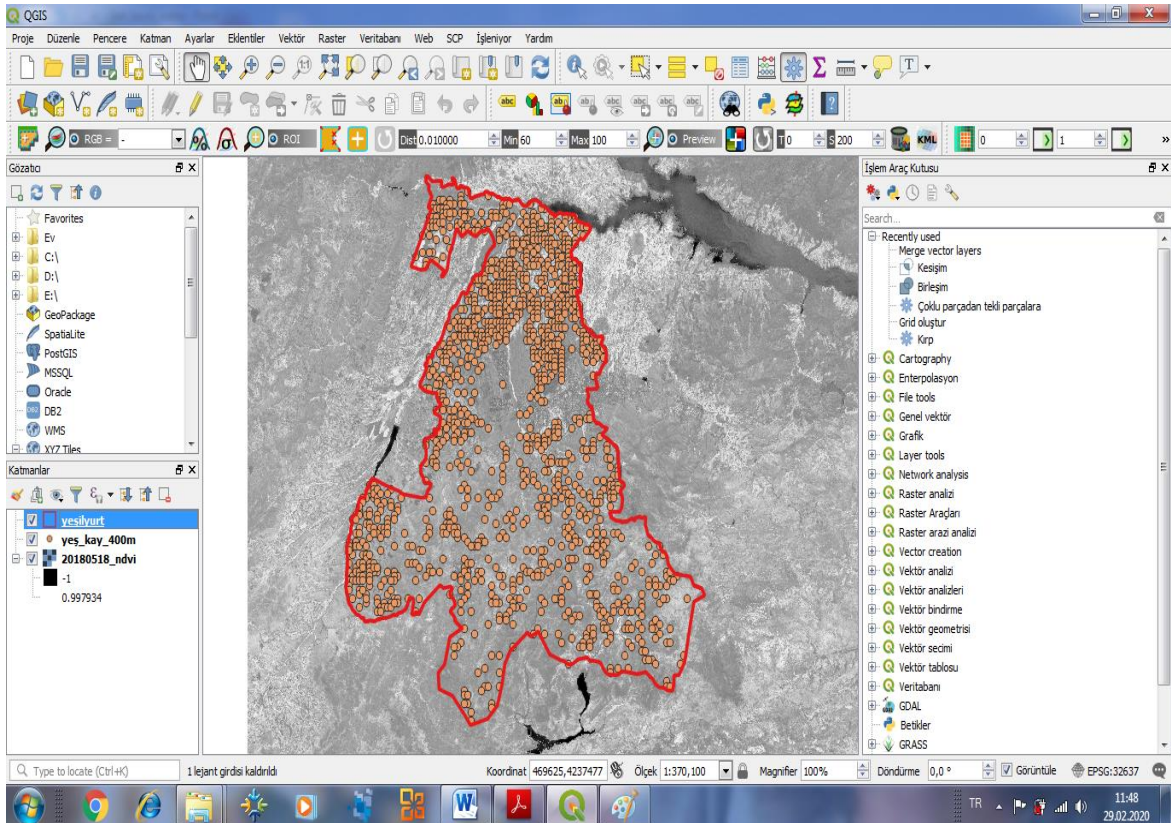 QGIS
Proje Düzenle Pencere Katman Ayarlar Eklentiler Vektör Raster Veritabanı Web SCP İşleniyor Yardım
RGB = - ROI Dist 0.010000 Min 60 Max 100 Preview T 0 S 200 KML 0 1 »
Gözatıcı
Favorites
Ev
C:\
D:\
E:\
GeoPackage
SpatiaLite
PostGIS
MSSQL
Oracle
DB2
WMS
XYZ Tiles
Katmanlar
yesilyurt
yeş_kay_400m
20180518_ndvi
-1
0.997934
İşlem Araç Kutusu
Search...
Recently used
Merge vector layers
Kesişim
Birleşim
Çoklu parçadan tekli parçalara
Grid oluştur
Kırp
Cartography
Enterpolasyon
File tools
Genel vektör
Grafik
Layer tools
Network analysis
Raster analizi
Raster Araçları
Raster arazi analizi
Vector creation
Vektör analizi
Vektör analizleri
Vektör bindirme
Vektör geometrisi
Vektör secimi
Vektör tablosu
Veritabanı
GDAL
Betikler
GRASS
Type to locate (Ctrl+K) 1 lejant girdisi kaldırıldı Koordinat 469625,4237477 Ölçek 1:370,100 Magnifier 100% Döndürme 0,0 ° Görüntüle EPSG:32637
TR 11:48
29.02.2020